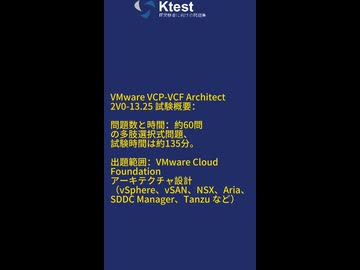 Ktest
VMware VCP-VCF Architect
2V0-13.25 試験概要：
問題数と時間：約60問
の多肢選択式問題、
試験時間は約135分。
出題範囲：VMware Cloud
Foundation
アーキテクチャ設計
（vSphere、vSAN、NSX、Aria、
SDDC Manager、Tanzu など）